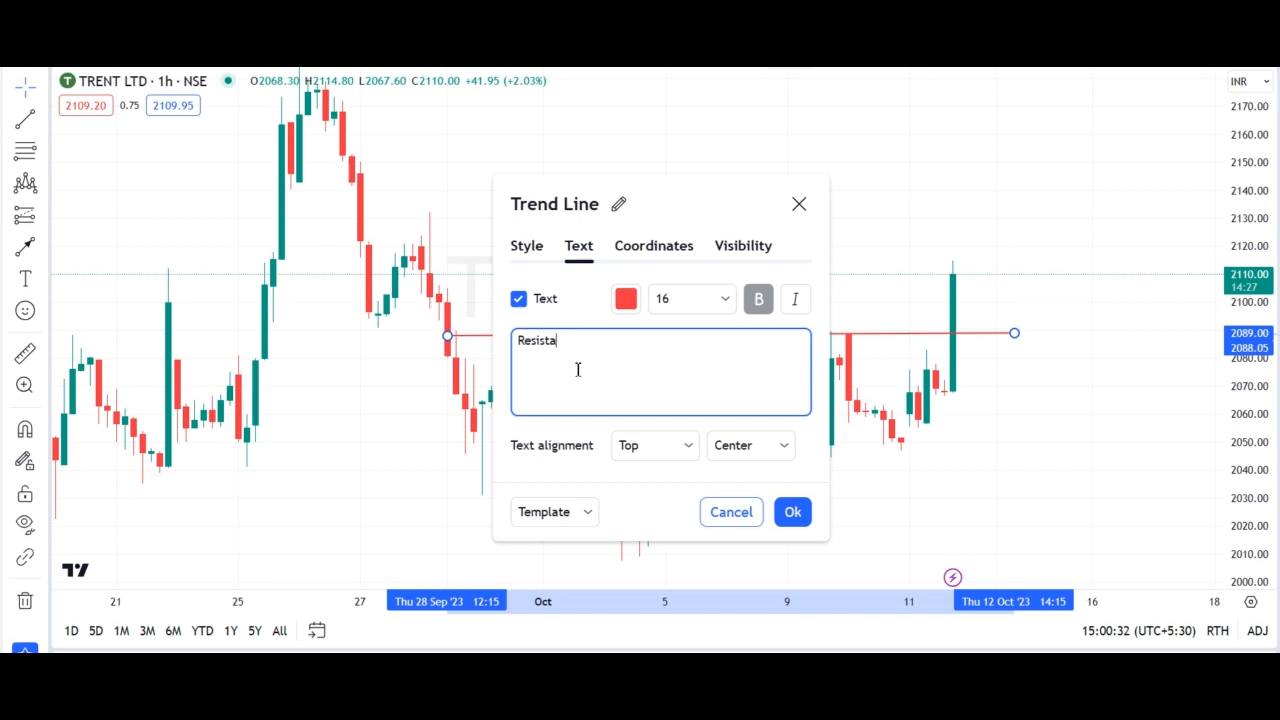 TRENT LTD · 1h · NSE O2068.30 H2114.80 L2067.60 C2110.00 +41.95 (+2.03%)
INR
2109.20 0.75 2109.95
2170.00
2160.00
2150.00
2140.00
2130.00
2120.00
2110.00
14:27
2100.00
2089.00
2088.05
2080.00
2070.00
2060.00
2050.00
2040.00
2030.00
2020.00
2010.00
2000.00
Trend Line
Style Text Coordinates Visibility
Text 16 B I
Resista
Text alignment Top Center
Template Cancel Ok
21 25 27 Thu 28 Sep '23 12:15 Oct 5 9 11 Thu 12 Oct '23 14:15 16 18
1D 5D 1M 3M 6M YTD 1Y 5Y All 15:00:32 (UTC+5:30) RTH ADJ